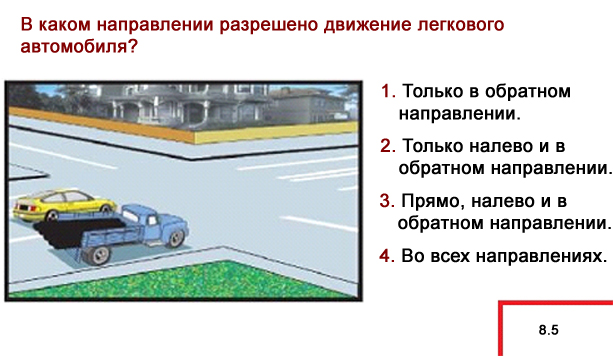 В каком направлении разрешено движение легкового
автомобиля?
1. Только в обратном
направлении.
2. Только налево и в
обратном направлении.
3. Прямо, налево и в
обратном направлении.
4. Во всех направлениях.
8.5